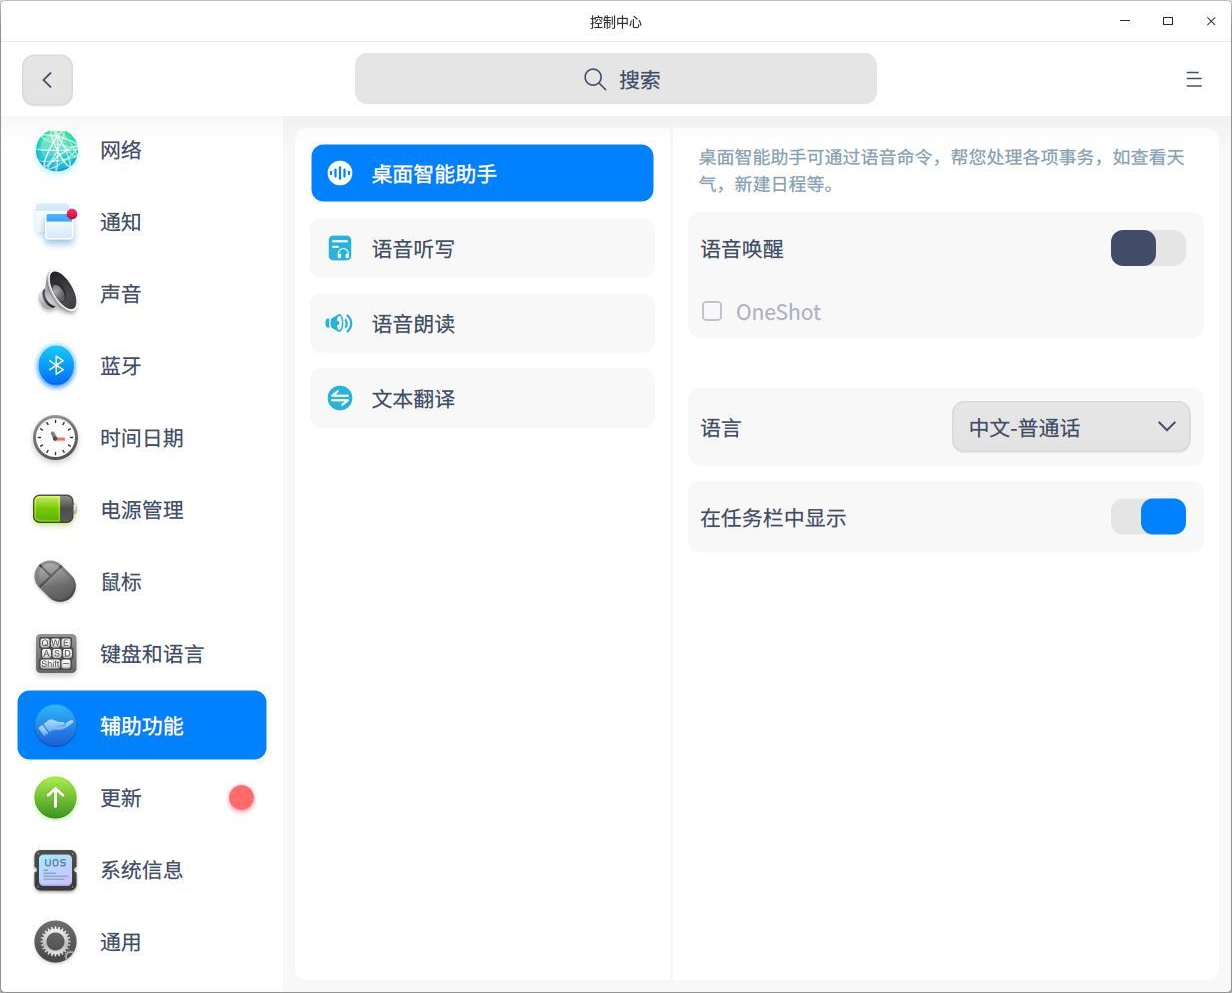 控制中心
搜索
网络
通知
声音
蓝牙
时间日期
电源管理
鼠标
键盘和语言
辅助功能
更新
UOS
系统信息
通用
桌面智能助手
语音听写
语音朗读
文本翻译
桌面智能助手可通过语音命令，帮您处理各项事务，如查看天
气，新建日程等。
语音唤醒
OneShot
语言
中文-普通话
在任务栏中显示